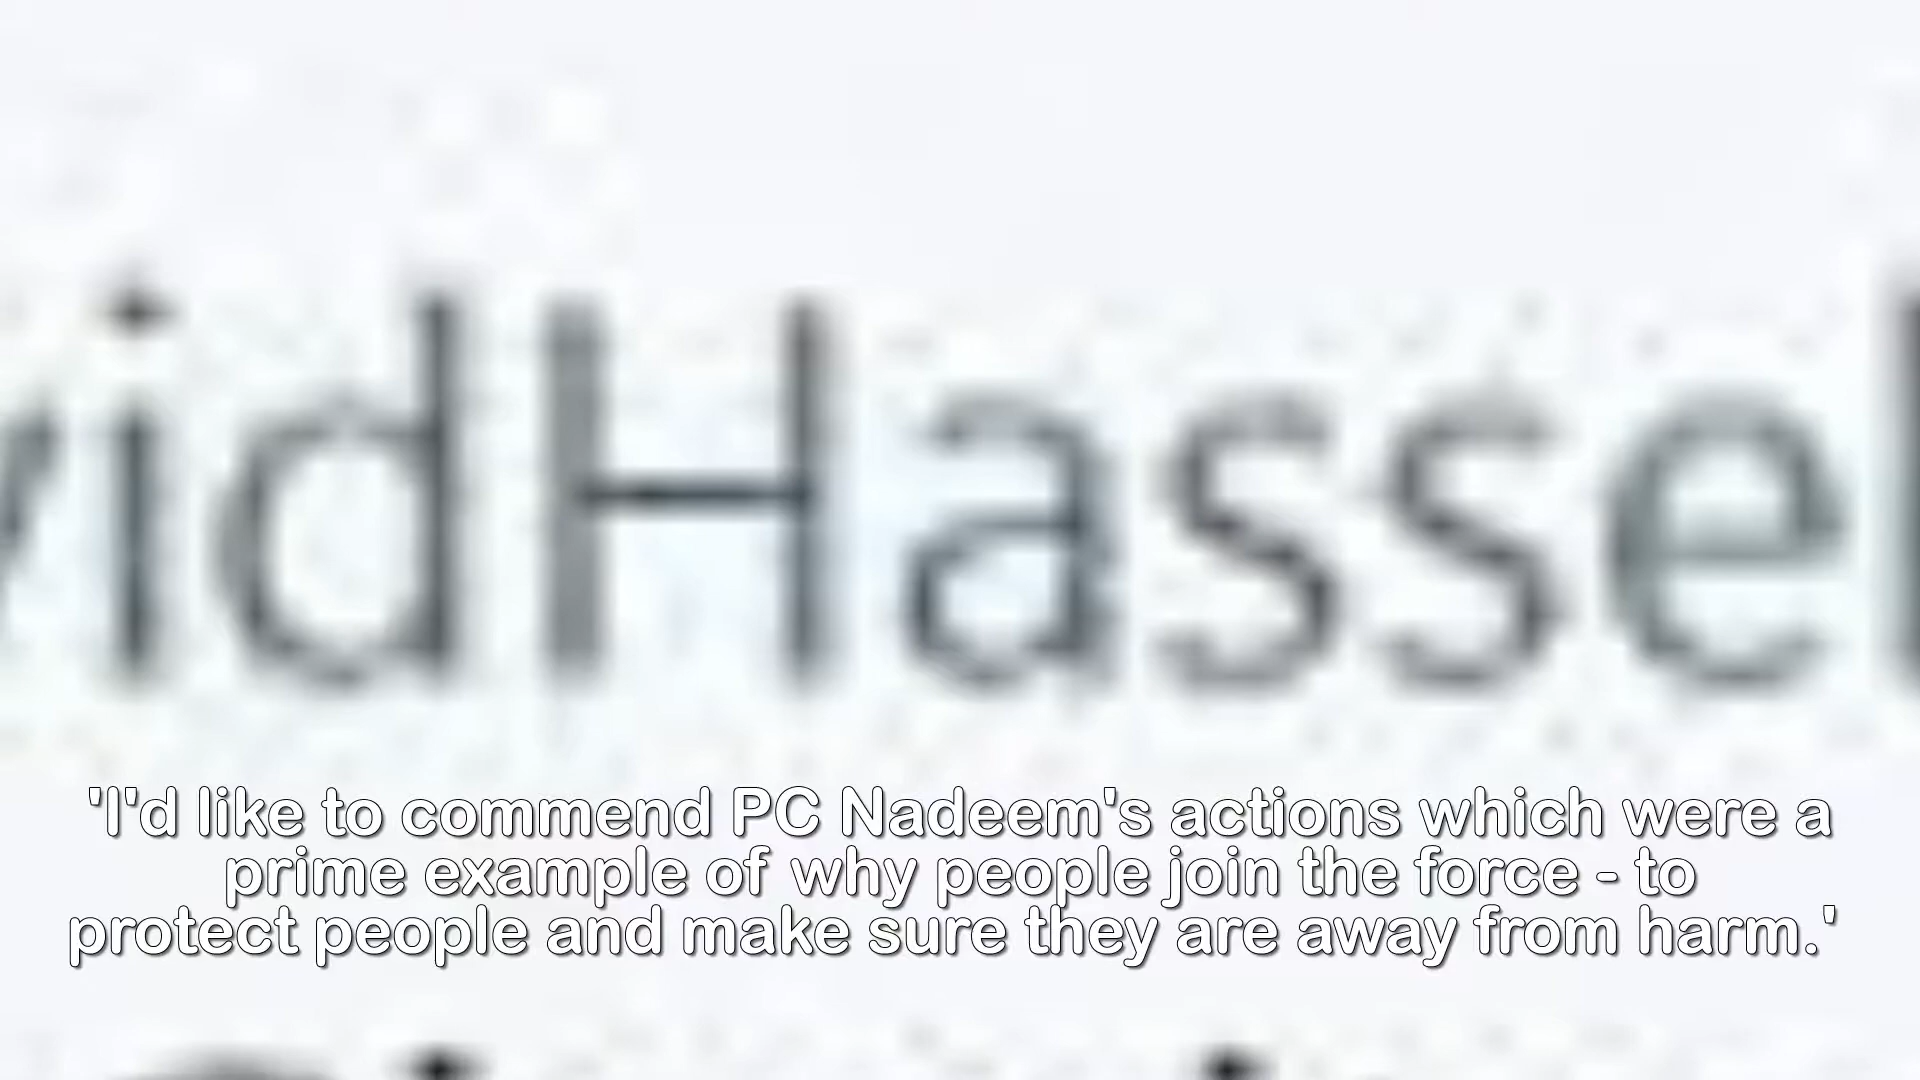 vidHassel
'I'd like to commend PC Nadeem's actions which were a
prime example of why people join the force - to
protect people and make sure they are away from harm.'